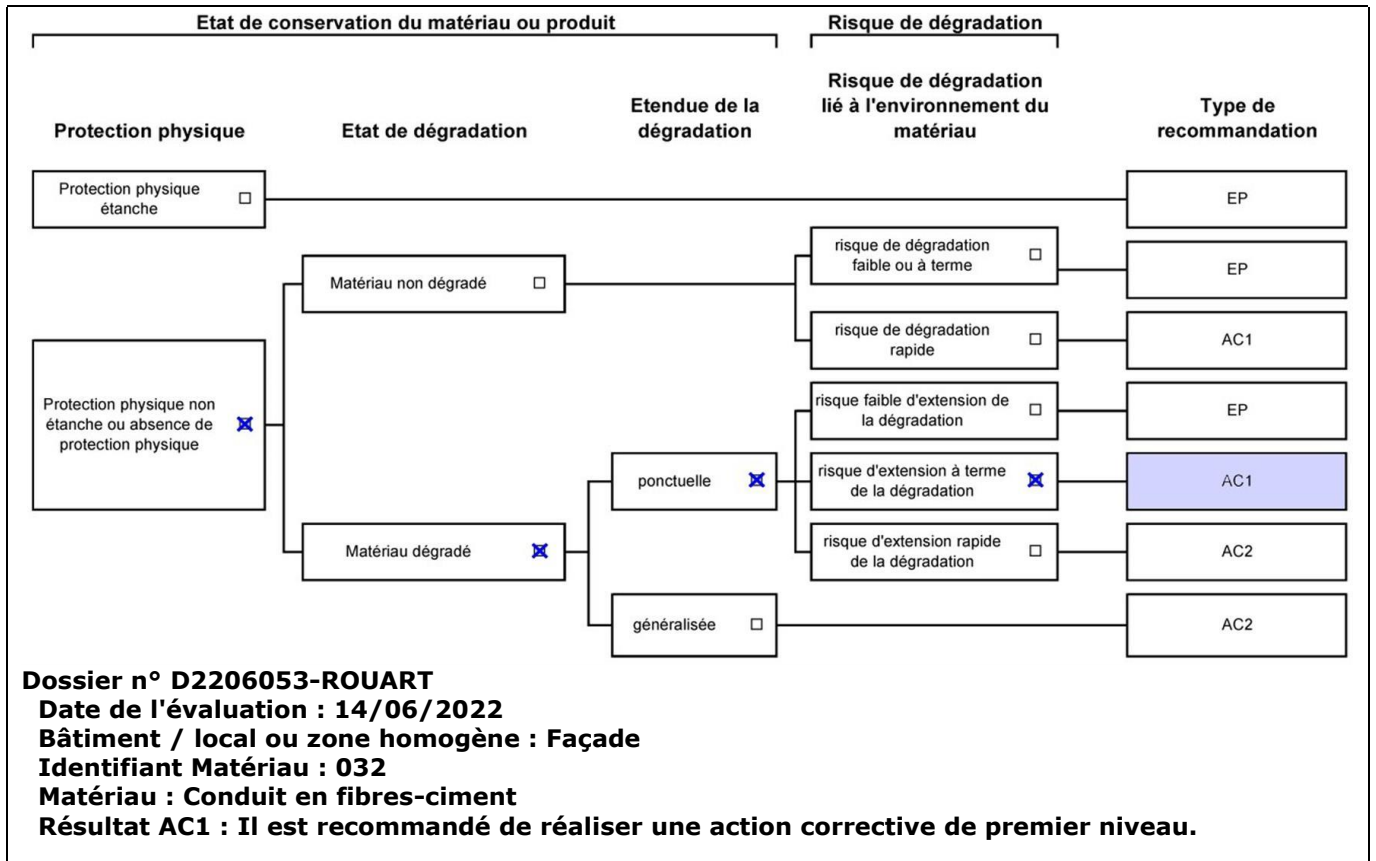 Etat de conservation du matériau ou produit
Risque de dégradation
Protection physique
Etat de dégradation
Etendue de la
dégradation
Risque de dégradation
lié à l'environnement du
matériau
Type de
recommandation
Protection physique
étanche
EP
risque de dégradation
faible ou à terme
EP
Matériau non dégradé
risque de dégradation
rapide
AC1
Protection physique non
étanche ou absence de
protection physique
risque faible d'extension de
la dégradation
EP
ponctuelle
risque d'extension à terme
de la dégradation
AC1
Matériau dégradé
risque d'extension rapide
de la dégradation
AC2
généralisée
AC2
Dossier n° D2206053-ROUART
Date de l'évaluation : 14/06/2022
Bâtiment / local ou zone homogène : Façade
Identifiant Matériau : 032
Matériau : Conduit en fibres-ciment
Résultat AC1 : Il est recommandé de réaliser une action corrective de premier niveau.